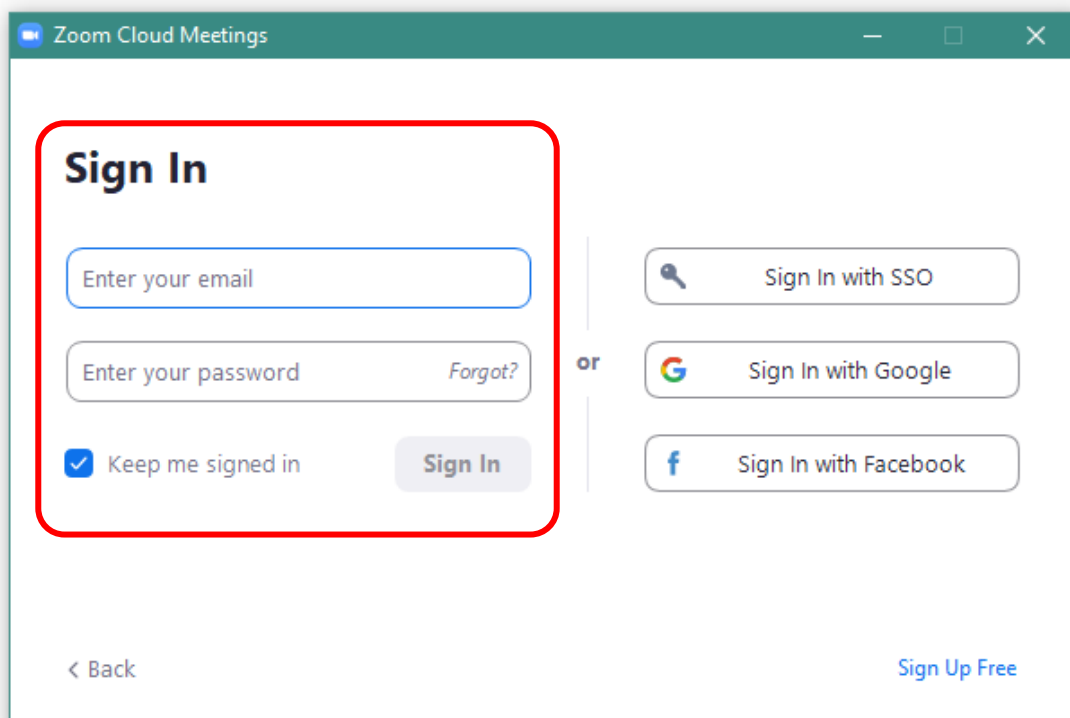 Zoom Cloud Meetings
Sign In
Enter your email
Enter your password Forgot?
Keep me signed in Sign In
or
Sign In with SSO
Sign In with Google
Sign In with Facebook
Back
Sign Up Free